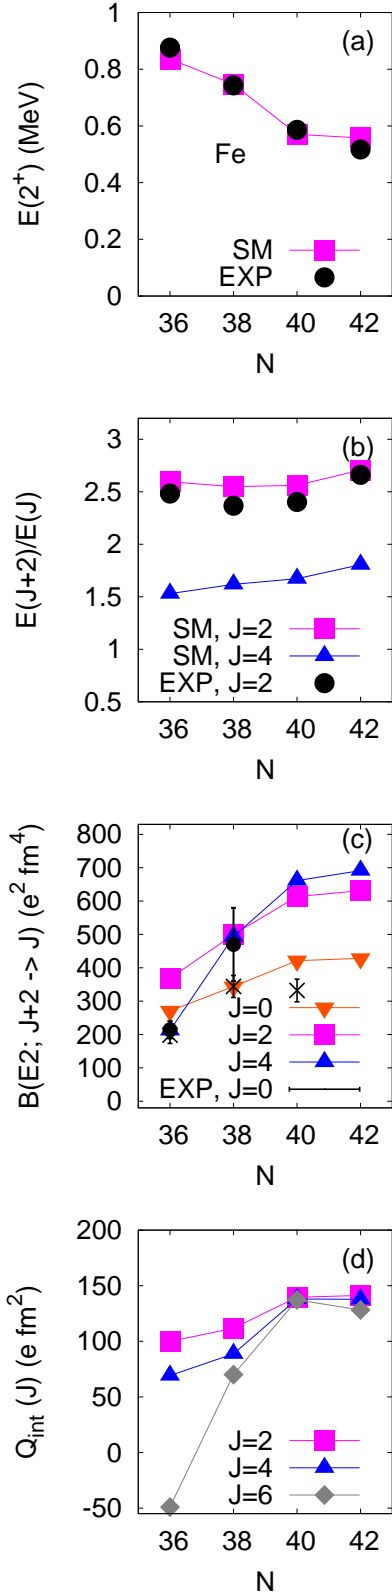 (a)
1
0.8
0.6
0.4
0.2
0
E(2⁺) (MeV)
Fe
SM
EXP
36 38 40 42
N
(b)
3
2.5
2
1.5
1
0.5
E(J+2)/E(J)
SM, J=2
SM, J=4
EXP, J=2
36 38 40 42
N
(c)
800
700
600
500
400
300
200
100
0
B(E2; J+2 -> J) (e² fm⁴)
J=0
J=2
J=4
EXP, J=0
36 38 40 42
N
(d)
200
150
100
50
0
-50
Qint (J) (e fm²)
J=2
J=4
J=6
36 38 40 42
N